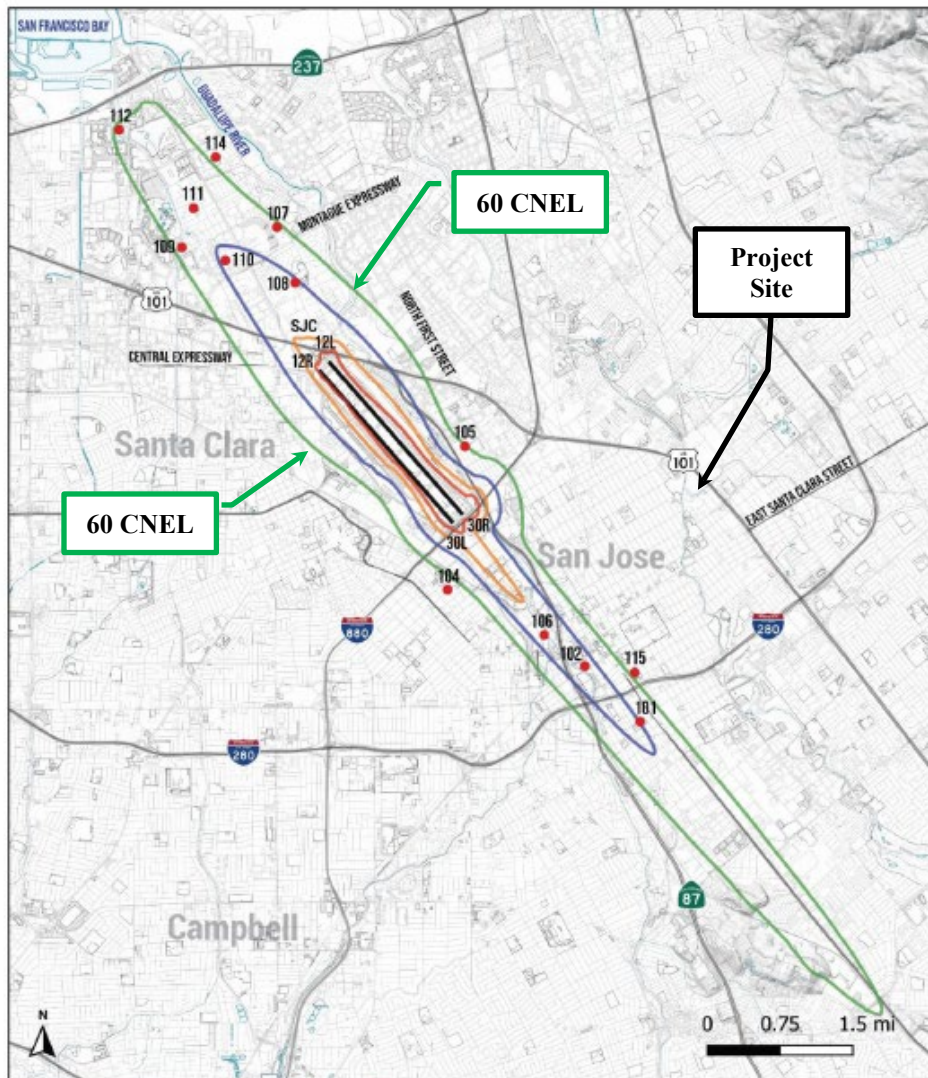 SAN FRANCISCO BAY
237
GUADALUPE RIVER
112
114
111
107
MONTAGUE EXPRESSWAY
60 CNEL
109
110
108
Project
Site
101
SJC
12L
12R
NORTH FIRST STREET
CENTRAL EXPRESSWAY
Santa Clara
105
101
EAST SANTA CLARA STREET
60 CNEL
30R
30L
San Jose
104
880
106
280
102
115
101
280
87
Campbell
N
0 0.75 1.5 mi